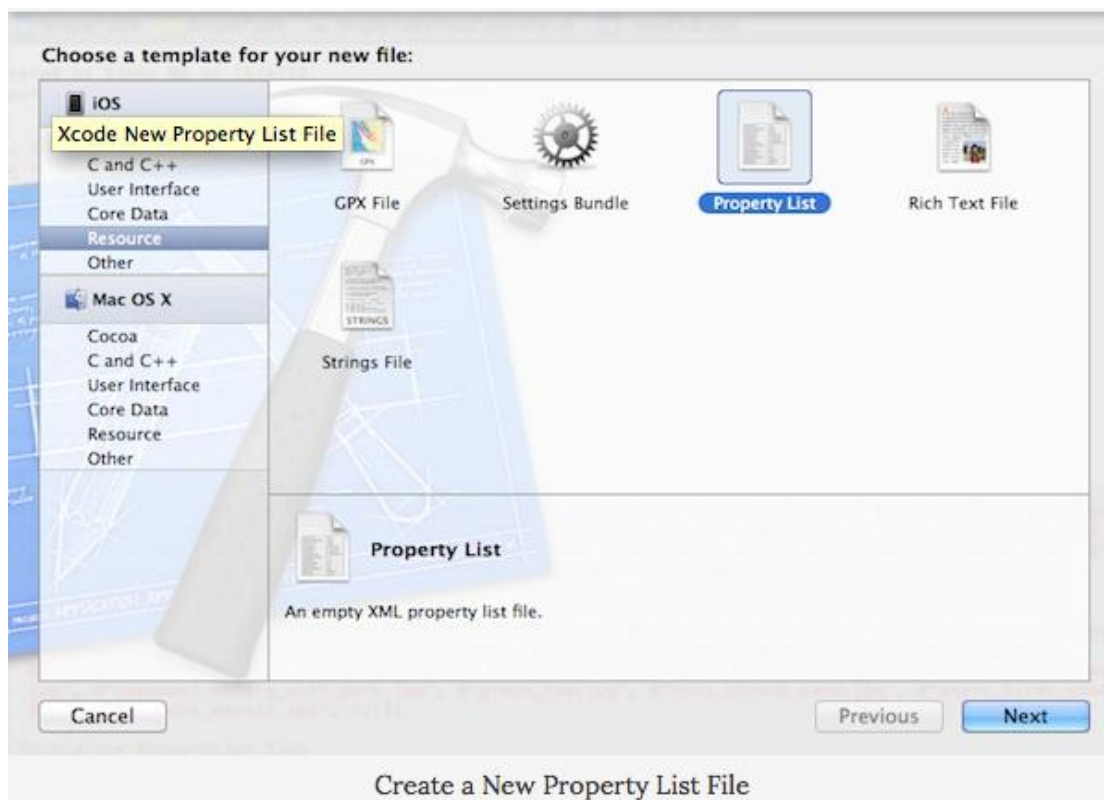 Choose a template for your new file:
iOS
Xcode New Property List File
C and C++
User Interface
Core Data
Resource
Other
Mac OS X
Cocoa
C and C++
User Interface
Core Data
Resource
Other
GPX
GPX File
Settings Bundle
Property List
Rich Text File
STRINGS
Strings File
Property List
An empty XML property list file.
Cancel
Previous
Next
Create a New Property List File